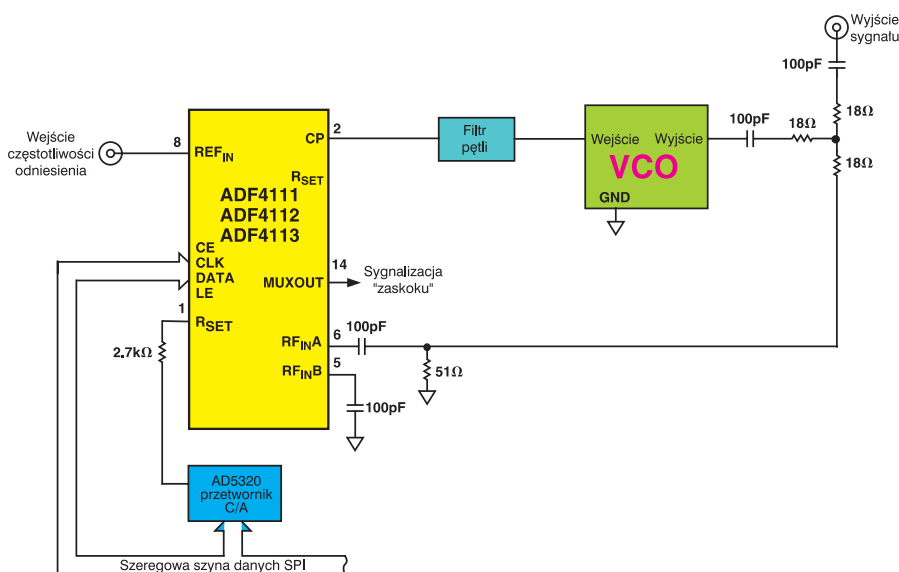 Wyjście
sygnału
100pF
18Ω
100pF
18Ω
18Ω
Wejście
częstotliwości
odniesienia
8
REFIN
CP
2
RSET
ADF4111
ADF4112
ADF4113
Filtr
pętli
Wejście
Wyjście
VCO
GND
CE
CLK
DATA
LE
MUXOUT
14
Sygnalizacja
"zaskoku"
1
RSET
2.7kΩ
RFINA
6
100pF
51Ω
RFINB
5
100pF
AD5320
przetwornik
C/A
Szeregowa szyna danych SPI